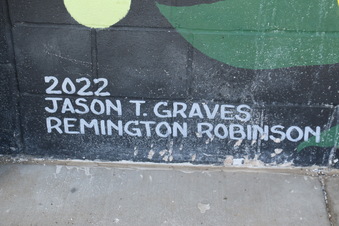 2022
JASON T. GRAVES
REMINGTON ROBINSON